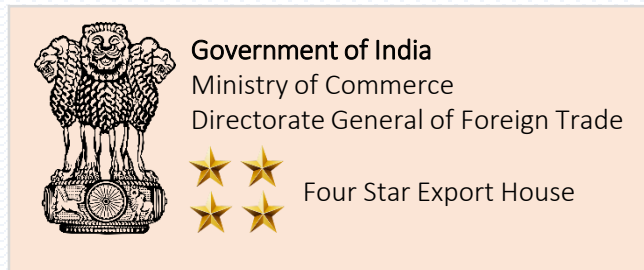 Government of India
Ministry of Commerce
Directorate General of Foreign Trade
Four Star Export House